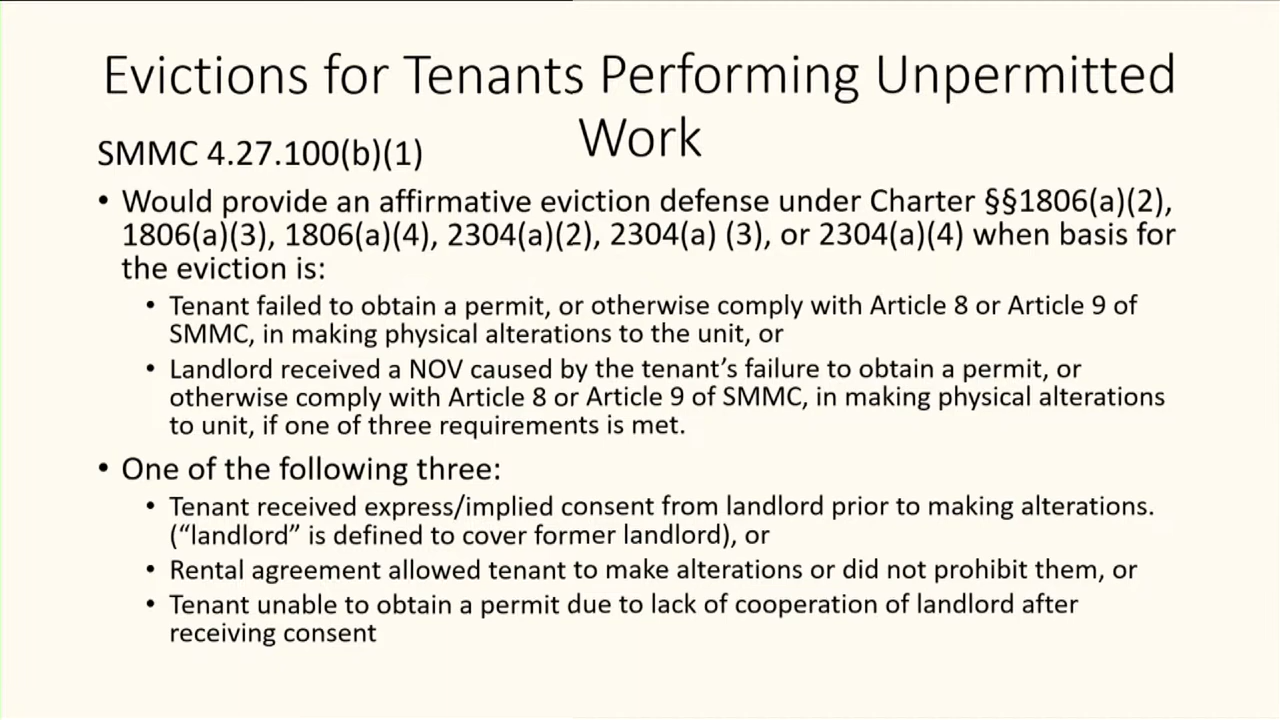 Evictions for Tenants Performing Unpermitted
Work
SMMC 4.27.100(b)(1)
• Would provide an affirmative eviction defense under Charter §§1806(a)(2),
1806(a)(3), 1806(a)(4), 2304(a)(2), 2304(a) (3), or 2304(a)(4) when basis for
the eviction is:
• Tenant failed to obtain a permit, or otherwise comply with Article 8 or Article 9 of
SMMC, in making physical alterations to the unit, or
• Landlord received a NOV caused by the tenant’s failure to obtain a permit, or
otherwise comply with Article 8 or Article 9 of SMMC, in making physical alterations
to unit, if one of three requirements is met.
• One of the following three:
• Tenant received express/implied consent from landlord prior to making alterations.
(“landlord” is defined to cover former landlord), or
• Rental agreement allowed tenant to make alterations or did not prohibit them, or
• Tenant unable to obtain a permit due to lack of cooperation of landlord after
receiving consent